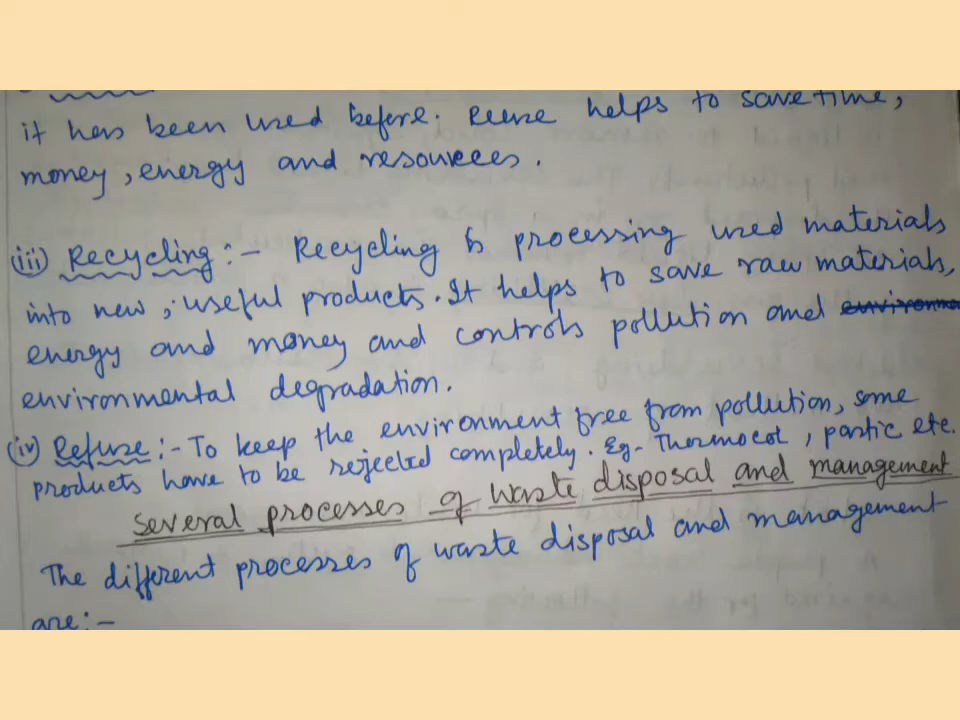 it has been used before. Reuse helps to save time,
money, energy and resources.
(iii) Recycling :- Recycling is processing used materials
into new, useful products. It helps to save raw materials,
energy and money and controls pollution and
environmental degradation.
(iv) Refuse :- To keep the environment free from pollution, some
products have to be rejected completely. Eg- Thermocol, pastic etc.
Several processes of waste disposal and management
The different processes of waste disposal and management
are:-